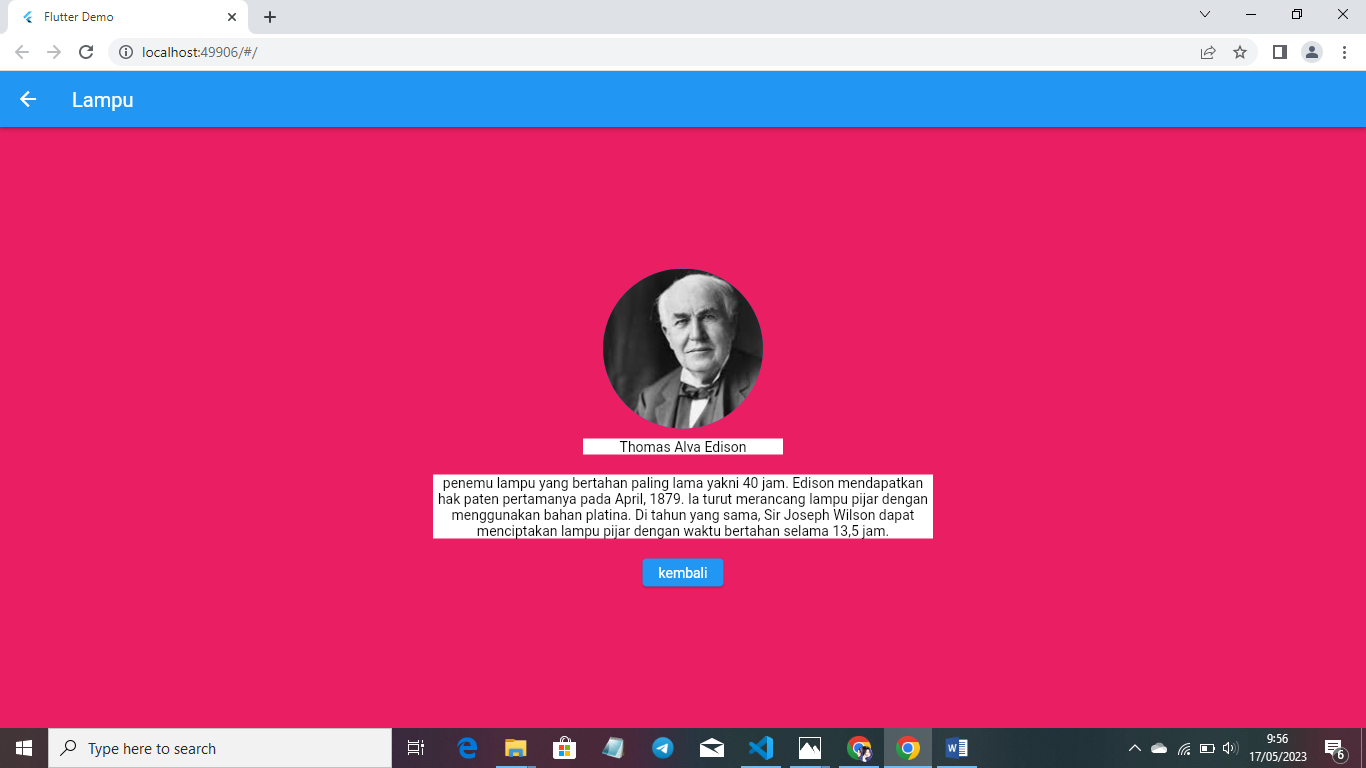 Flutter Demo
localhost:49906/#/
Lampu
Thomas Alva Edison
penemu lampu yang bertahan paling lama yakni 40 jam. Edison mendapatkan
hak paten pertamanya pada April, 1879. Ia turut merancang lampu pijar dengan
menggunakan bahan platina. Di tahun yang sama, Sir Joseph Wilson dapat
menciptakan lampu pijar dengan waktu bertahan selama 13,5 jam.
kembali
Type here to search
9:56
17/05/2023
6